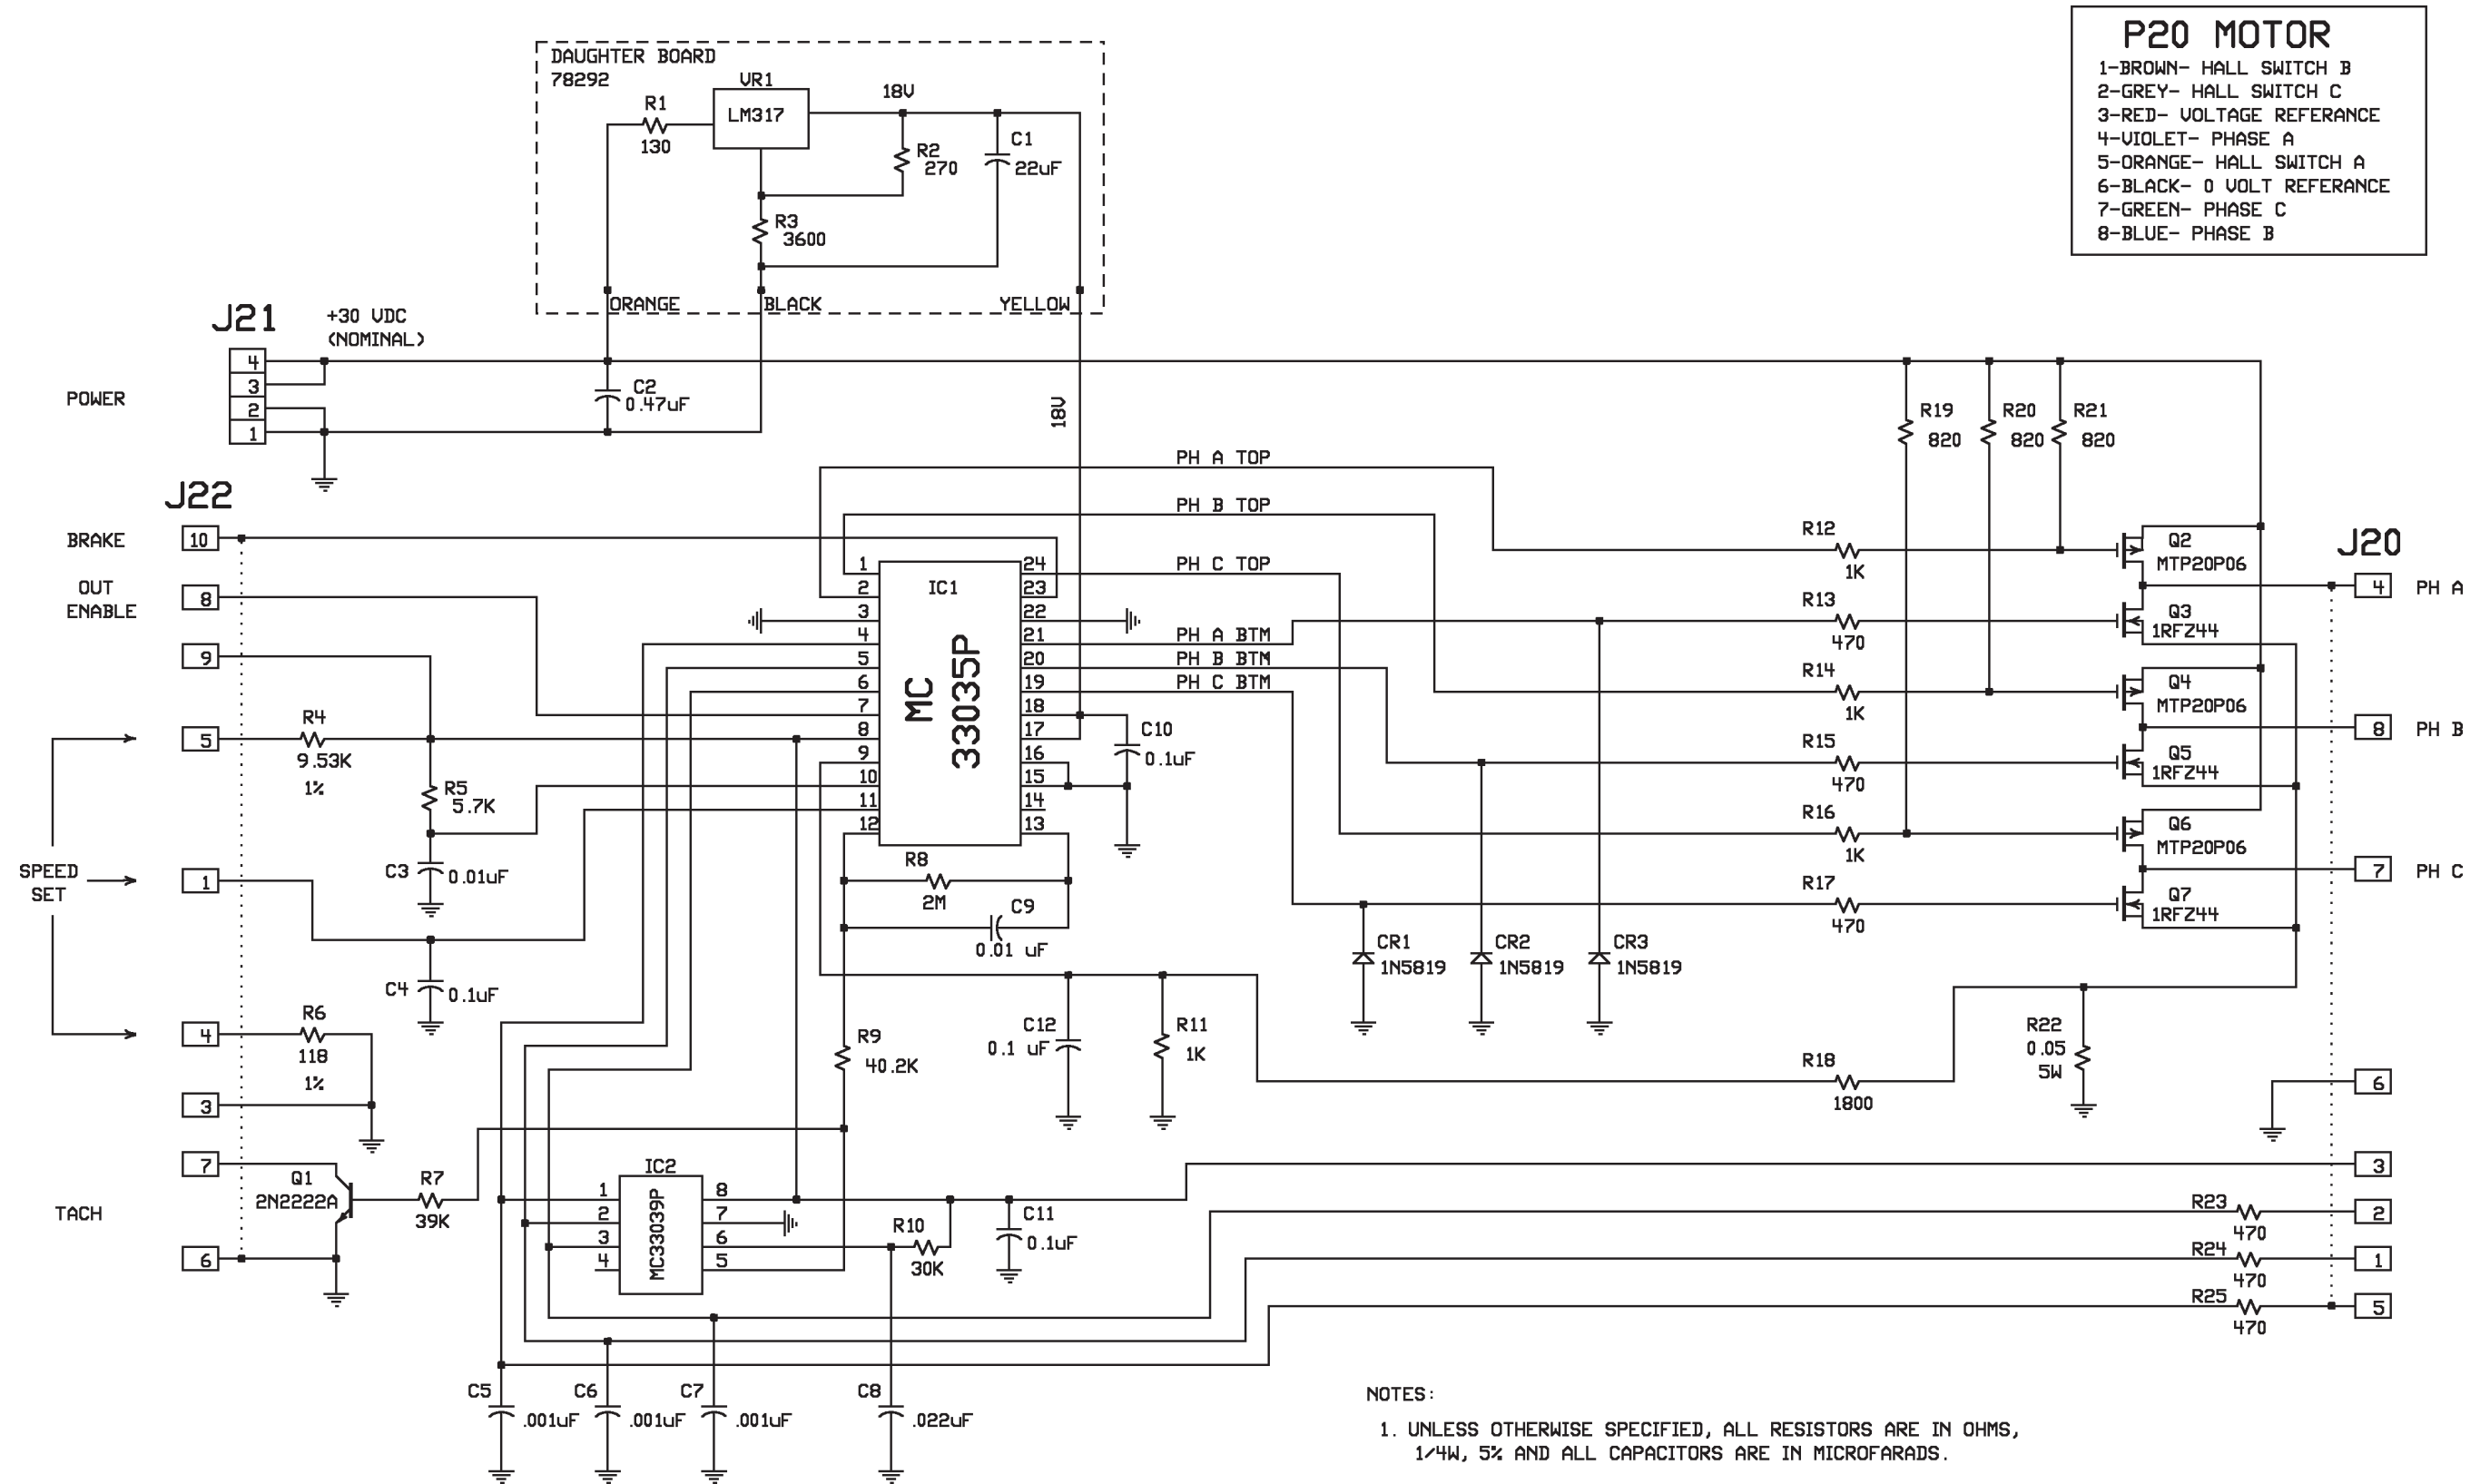 P20 MOTOR
1-BROWN- HALL SWITCH B
2-GREY- HALL SWITCH C
3-RED- VOLTAGE REFERANCE
4-VIOLET- PHASE A
5-ORANGE- HALL SWITCH A
6-BLACK- 0 VOLT REFERANCE
7-GREEN- PHASE C
8-BLUE- PHASE B
DAUGHTER BOARD
78292
VR1
LM317
R1
130
18V
R2
270
C1
22uF
R3
3600
ORANGE
BLACK
YELLOW
J21
+30 VDC
(NOMINAL)
POWER
4
3
2
1
C2
0.47uF
18V
R19
820
R20
820
R21
820
J22
BRAKE
10
OUT
ENABLE
8
9
5
R4
9.53K
1%
R5
5.7K
C3
0.01uF
SPEED
SET
1
C4
0.1uF
4
R6
118
1%
3
7
Q1
2N2222A
R7
39K
TACH
6
PH A TOP
PH B TOP
PH C TOP
PH A BTM
PH B BTM
PH C BTM
IC1
MC
33035P
1
2
3
4
5
6
7
8
9
10
11
12
24
23
22
21
20
19
18
17
16
15
14
13
C10
0.1uF
R8
2M
C9
0.01 uF
R9
40.2K
C12
0.1 uF
R11
1K
CR1
1N5819
CR2
1N5819
CR3
1N5819
R12
1K
R13
470
R14
1K
R15
470
R16
1K
R17
470
R18
1800
R22
0.05
5W
Q2
MTP20P06
Q3
1RFZ44
Q4
MTP20P06
Q5
1RFZ44
Q6
MTP20P06
Q7
1RFZ44
J20
4
PH A
8
PH B
7
PH C
6
3
2
1
5
IC2
MC33039P
1
2
3
4
8
7
6
5
R10
30K
C11
0.1uF
R23
470
R24
470
R25
470
C5
.001uF
C6
.001uF
C7
.001uF
C8
.022uF
NOTES:
1. UNLESS OTHERWISE SPECIFIED, ALL RESISTORS ARE IN OHMS,
1/4W, 5% AND ALL CAPACITORS ARE IN MICROFARADS.